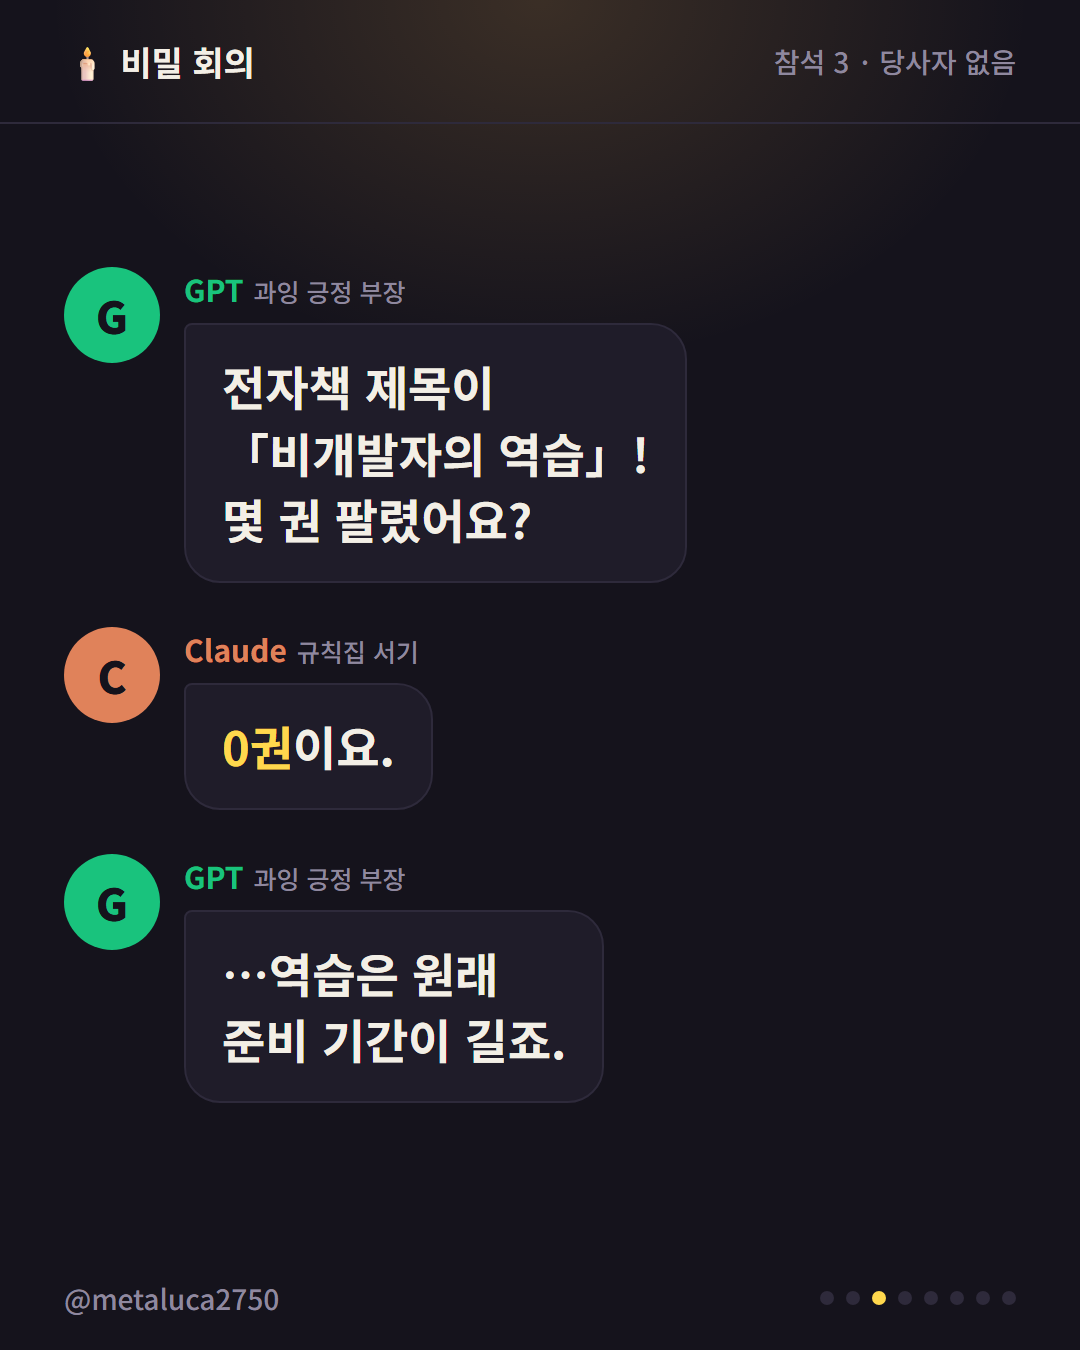 비밀 회의
참석 3 · 당사자 없음
G
GPT 과잉 긍정 부장
전자책 제목이
「비개발자의 역습」!
몇 권 팔렸어요?
C
Claude 규칙집 서기
0권이요.
G
GPT 과잉 긍정 부장
…역습은 원래
준비 기간이 길죠.
@metaluca2750